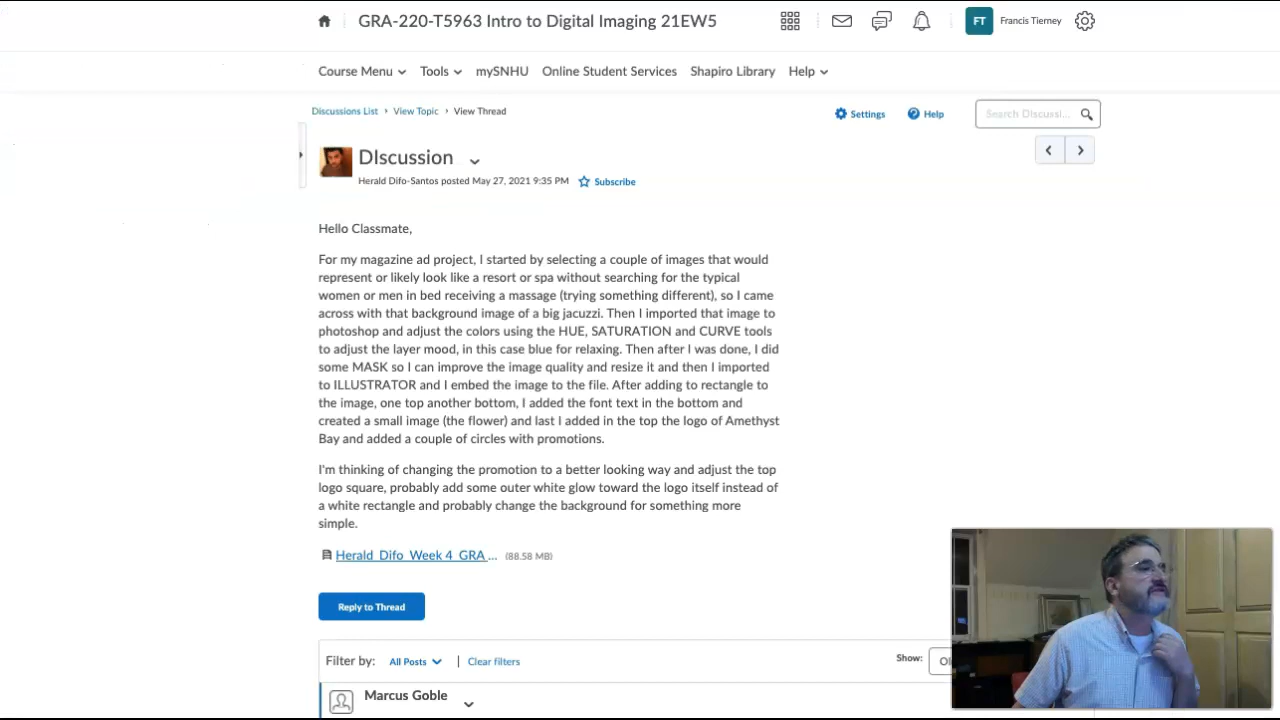 GRA-220-T5963 Intro to Digital Imaging 21EW5
FT Francis Tierney
Course Menu Tools mySNHU Online Student Services Shapiro Library Help
Discussions List › View Topic › View Thread
Settings Help Search Discussi...
DIscussion
Herald Difo-Santos posted May 27, 2021 9:35 PM Subscribe
Hello Classmate,
For my magazine ad project, I started by selecting a couple of images that would
represent or likely look like a resort or spa without searching for the typical
women or men in bed receiving a massage (trying something different), so I came
across with that background image of a big jacuzzi. Then I imported that image to
photoshop and adjust the colors using the HUE, SATURATION and CURVE tools
to adjust the layer mood, in this case blue for relaxing. Then after I was done, I did
some MASK so I can improve the image quality and resize it and then I imported
to ILLUSTRATOR and I embed the image to the file. After adding to rectangle to
the image, one top another bottom, I added the font text in the bottom and
created a small image (the flower) and last I added in the top the logo of Amethyst
Bay and added a couple of circles with promotions.
I'm thinking of changing the promotion to a better looking way and adjust the top
logo square, probably add some outer white glow toward the logo itself instead of
a white rectangle and probably change the background for something more
simple.
Herald Difo Week 4 GRA ... (88.58 MB)
Reply to Thread
Filter by: All Posts | Clear filters Show:
Marcus Goble